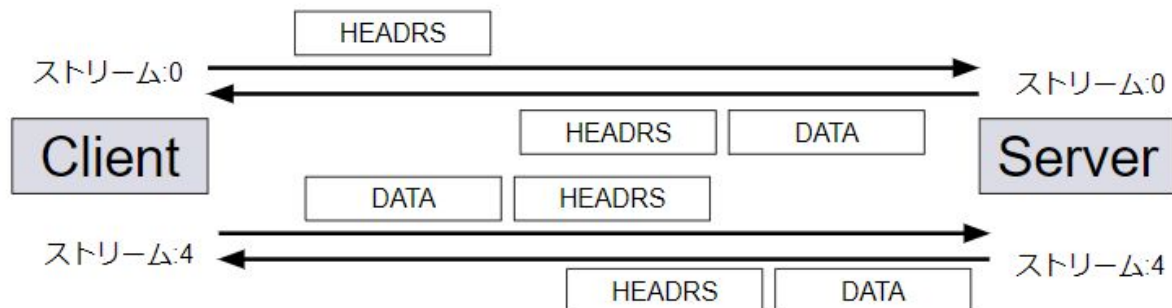 HEADRS
ストリーム:0
ストリーム:0
HEADRS DATA
Client
Server
DATA HEADRS
ストリーム:4
ストリーム:4
HEADRS DATA